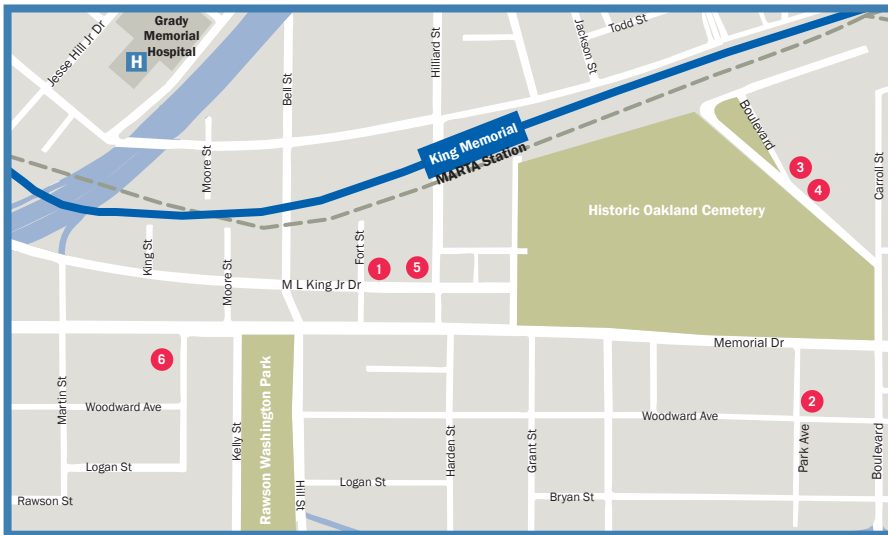 Grady
Memorial
Hospital
H
Jesse Hill Jr Dr
Bell St
Hilliard St
Jackson St
Todd St
Moore St
King Memorial
MARTA Station
Boulevard
3
4
Carroll St
Historic Oakland Cemetery
King St
Moore St
Fort St
1
5
M L King Jr Dr
Memorial Dr
6
Martin St
Woodward Ave
Kelly St
Rawson Washington Park
Hill St
Harden St
Grant St
Woodward Ave
2
Park Ave
Boulevard
Logan St
Logan St
Rawson St
Bryan St